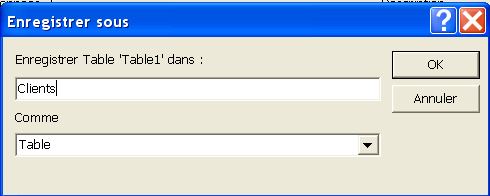 Enregistrer sous
Enregistrer Table 'Table1' dans :
OK
Clients
Annuler
Comme
Table